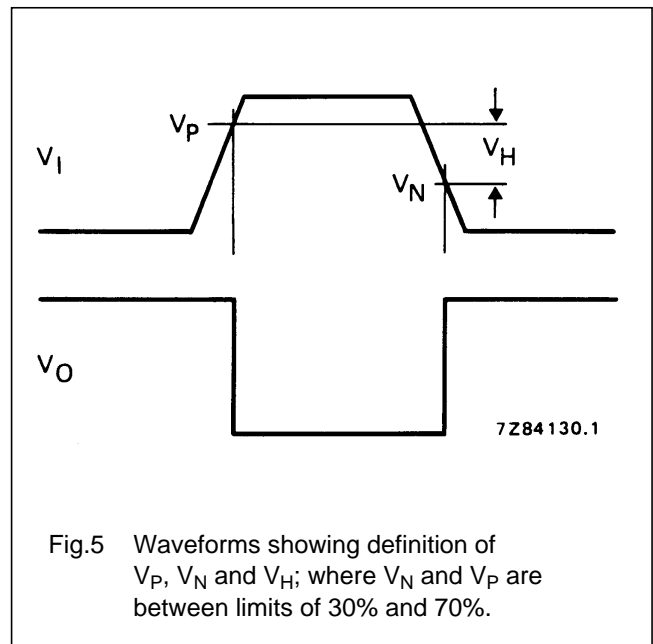 V_P
V_I
V_H
V_N
V_O
7Z84130.1
Fig.5 Waveforms showing definition of
V_P, V_N and V_H; where V_N and V_P are
between limits of 30% and 70%.